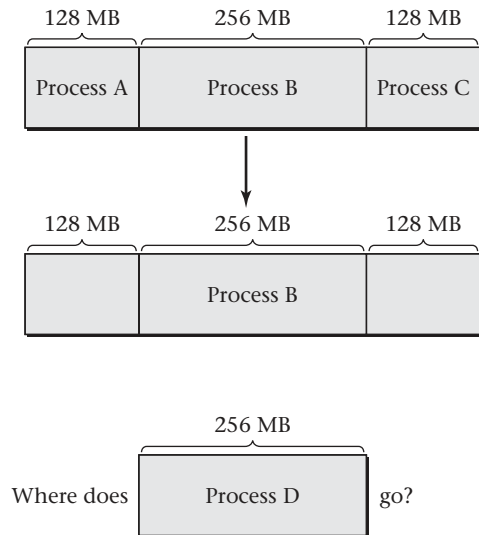 128 MB 256 MB 128 MB
Process A Process B Process C
128 MB 256 MB 128 MB
Process B
256 MB
Where does Process D go?